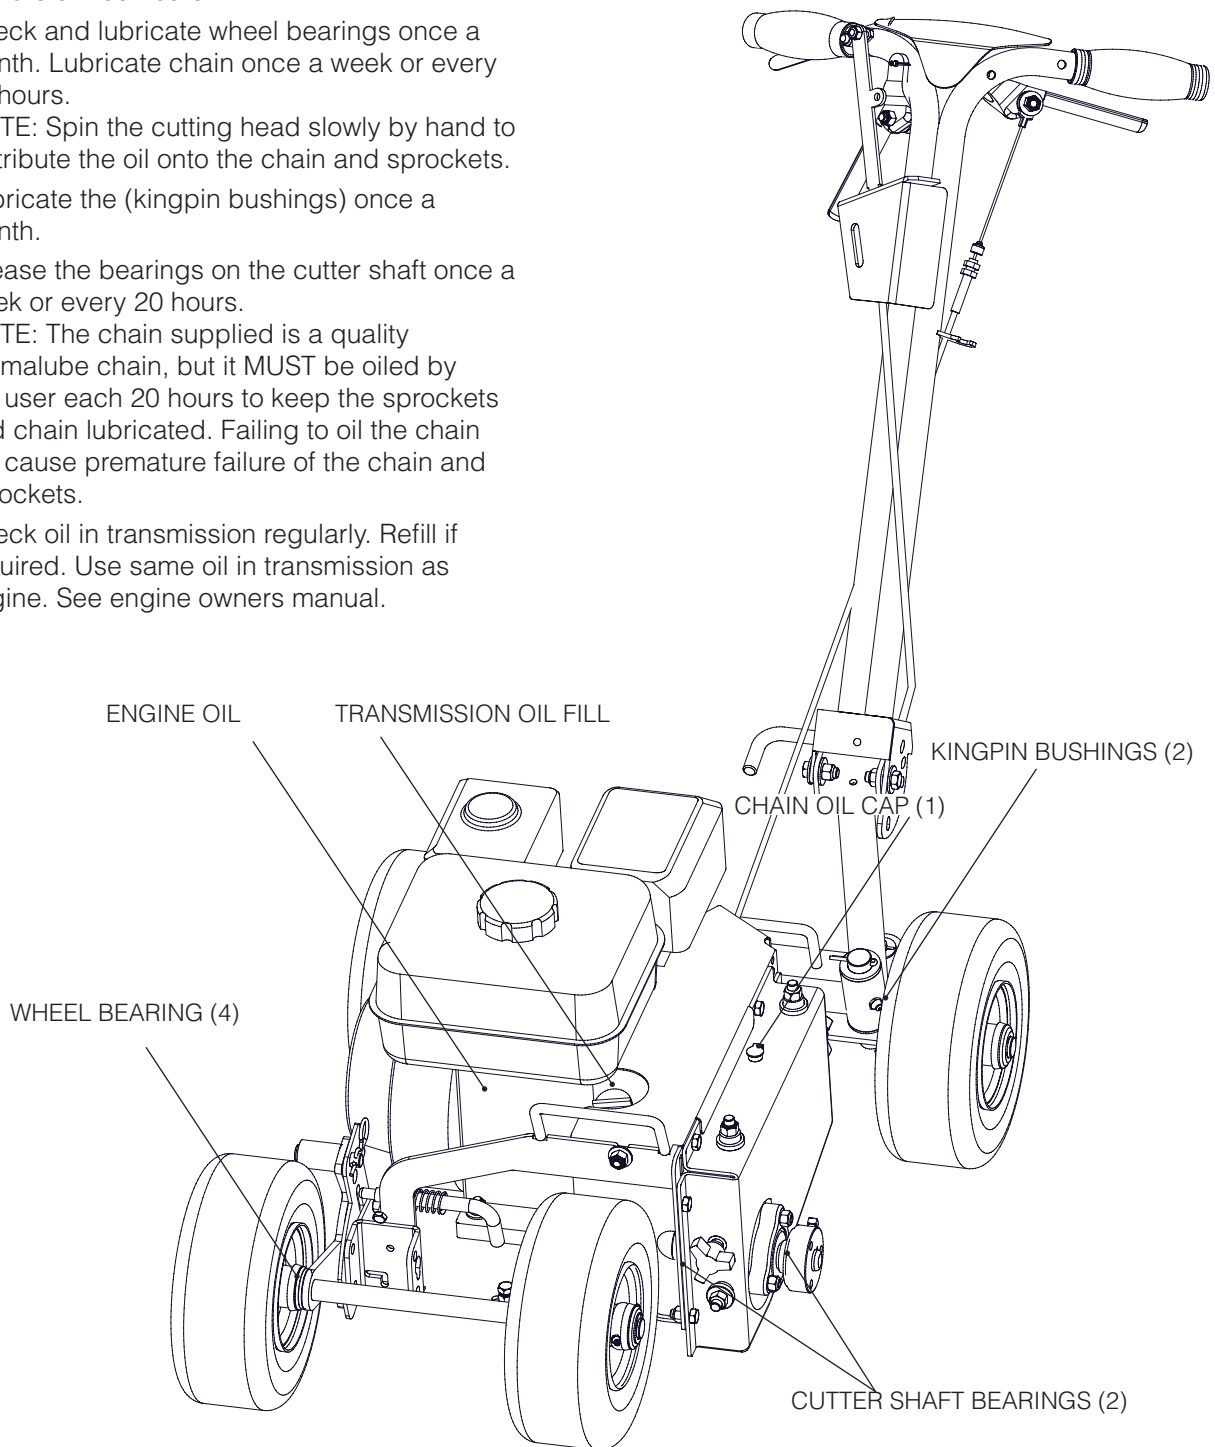 eck and lubricate wheel bearings once a
nth. Lubricate chain once a week or every
hours.
TE: Spin the cutting head slowly by hand to
tribute the oil onto the chain and sprockets.
bricate the (kingpin bushings) once a
nth.
ease the bearings on the cutter shaft once a
ek or every 20 hours.
TE: The chain supplied is a quality
malube chain, but it MUST be oiled by
user each 20 hours to keep the sprockets
d chain lubricated. Failing to oil the chain
cause premature failure of the chain and
ockets.
eck oil in transmission regularly. Refill if
uired. Use same oil in transmission as
gine. See engine owners manual.
ENGINE OIL
TRANSMISSION OIL FILL
KINGPIN BUSHINGS (2)
CHAIN OIL CAP (1)
WHEEL BEARING (4)
CUTTER SHAFT BEARINGS (2)